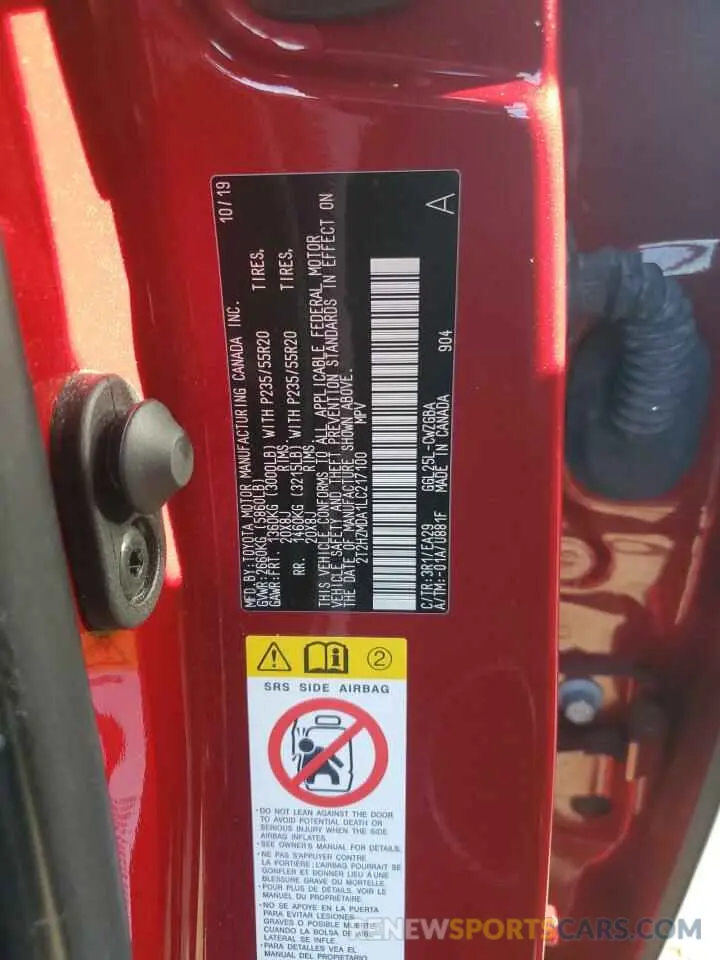 MFD.BY:TOYOTA MOTOR MANUFACTURING CANADA INC. 10/19
GVWR:2660KG(5860LB)
GAWR:FRT. 1360KG (3000LB) WITH P235/55R20 TIRES,
20X8J RIMS,
RR. 1460KG (3215LB) WITH P235/55R20 TIRES,
20X8J RIMS,
THIS VEHICLE CONFORMS TO ALL APPLICABLE FEDERAL MOTOR
VEHICLE SAFETY AND THEFT PREVENTION STANDARDS IN EFFECT ON
THE DATE OF MANUFACTURE SHOWN ABOVE.
2T2HZMDA1LC217100 MPV
C/TR:3R1/EA29 GGL25L-CWZGBA
A/TM:-01A/U881F MADE IN CANADA 904
A
2
SRS SIDE AIRBAG
·DO NOT LEAN AGAINST THE DOOR
TO AVOID POTENTIAL DEATH OR
SERIOUS INJURY WHEN THE SIDE
AIRBAG INFLATES.
·SEE OWNER'S MANUAL FOR DETAILS.
·NE PAS S'APPUYER CONTRE
LA PORTIÈRE; L'AIRBAG POURRAIT SE
GONFLER ET DONNER LIEU À UNE
BLESSURE GRAVE OU MORTELLE.
·POUR PLUS DE DÉTAILS, VOIR LE
MANUEL DU PROPRIÉTAIRE.
·NO SE APOYE EN LA PUERTA
PARA EVITAR LESIONES
GRAVES O POSIBLE MUERTE
CUANDO LA BOLSA DE AIRE
LATERAL SE INFLE.
·PARA DETALLES VEA EL
MANUAL DEL PROPIETARIO.
RENEWSPORTSCARS.COM